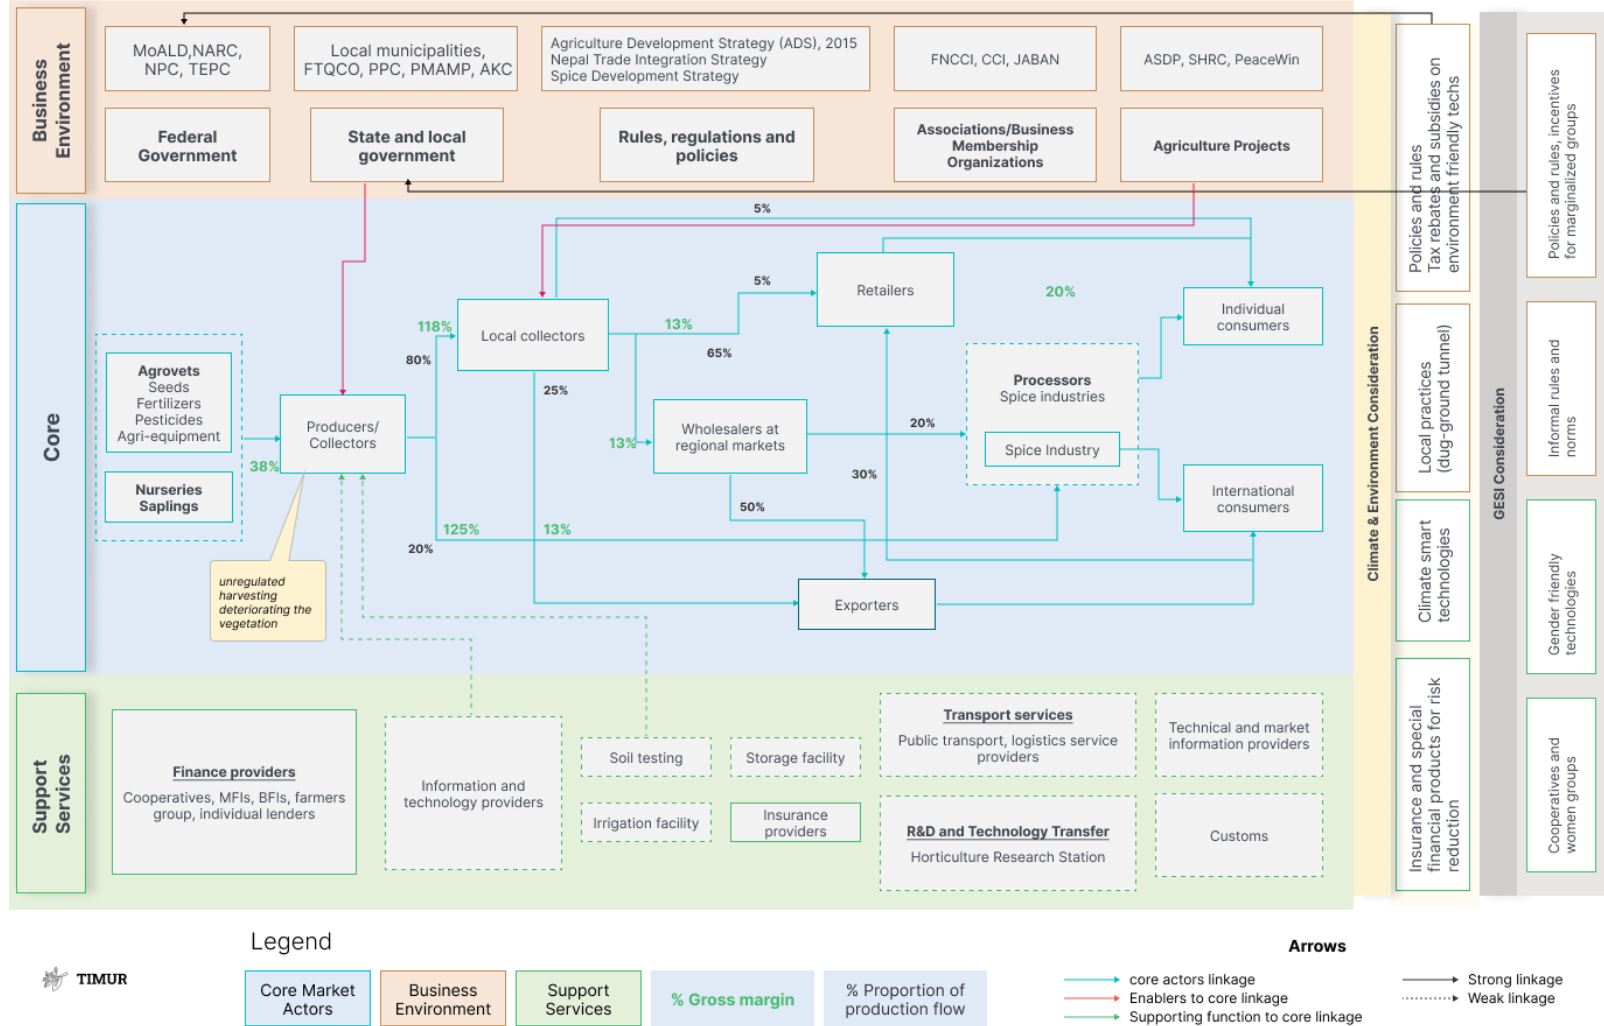 Business
Environment
MoALD,NARC,
NPC, TEPC
Local municipalities,
FTQCO, PPC, PMAMP, AKC
Agriculture Development Strategy (ADS), 2015
Nepal Trade Integration Strategy
Spice Development Strategy
FNCCI, CCI, JABAN
ASDP, SHRC, PeaceWin
Federal
Government
State and local
government
Rules, regulations and
policies
Associations/Business
Membership
Organizations
Agriculture Projects
Core
Agrovets
Seeds
Fertilizers
Pesticides
Agri-equipment
Nurseries
Saplings
38%
Producers/
Collectors
unregulated
harvesting
deteriorating the
vegetation
118%
80%
125%
20%
Local collectors
5%
13%
65%
5%
25%
13%
13%
Wholesalers at
regional markets
50%
20%
30%
Retailers
20%
Processors
Spice industries
Spice Industry
Exporters
Individual
consumers
International
consumers
Support
Services
Finance providers
Cooperatives, MFIs, BFIs, farmers
group, individual lenders
Information and
technology providers
Soil testing
Storage facility
Irrigation facility
Insurance
providers
Transport services
Public transport, logistics service
providers
R&D and Technology Transfer
Horticulture Research Station
Technical and market
information providers
Customs
Climate & Environment Consideration
Policies and rules
Tax rebates and subsidies on
environment friendly techs
Local practices
(dug-ground tunnel)
Climate smart
technologies
Insurance and special
financial products for risk
reduction
GESI Consideration
Policies and rules, incentives
for marginalized groups
Informal rules and
norms
Gender friendly
technologies
Cooperatives and
women groups
TIMUR
Legend
Core Market
Actors
Business
Environment
Support
Services
% Gross margin
% Proportion of
production flow
Arrows
core actors linkage
Enablers to core linkage
Supporting function to core linkage
Strong linkage
Weak linkage